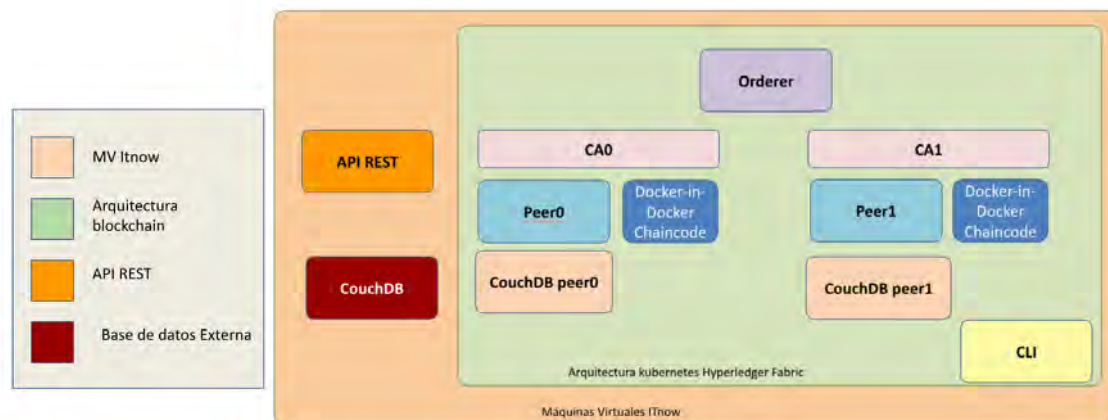 MV Itnow
Arquitectura
blockchain
API REST
Base de datos Externa
API REST
CouchDB
Orderer
CA0
Peer0
Docker-in-
Docker
Chaincode
CouchDB peer0
CA1
Peer1
Docker-in-
Docker
Chaincode
CouchDB peer1
CLI
Arquitectura kubernetes Hyperledger Fabric
Máquinas Virtuales ITnow